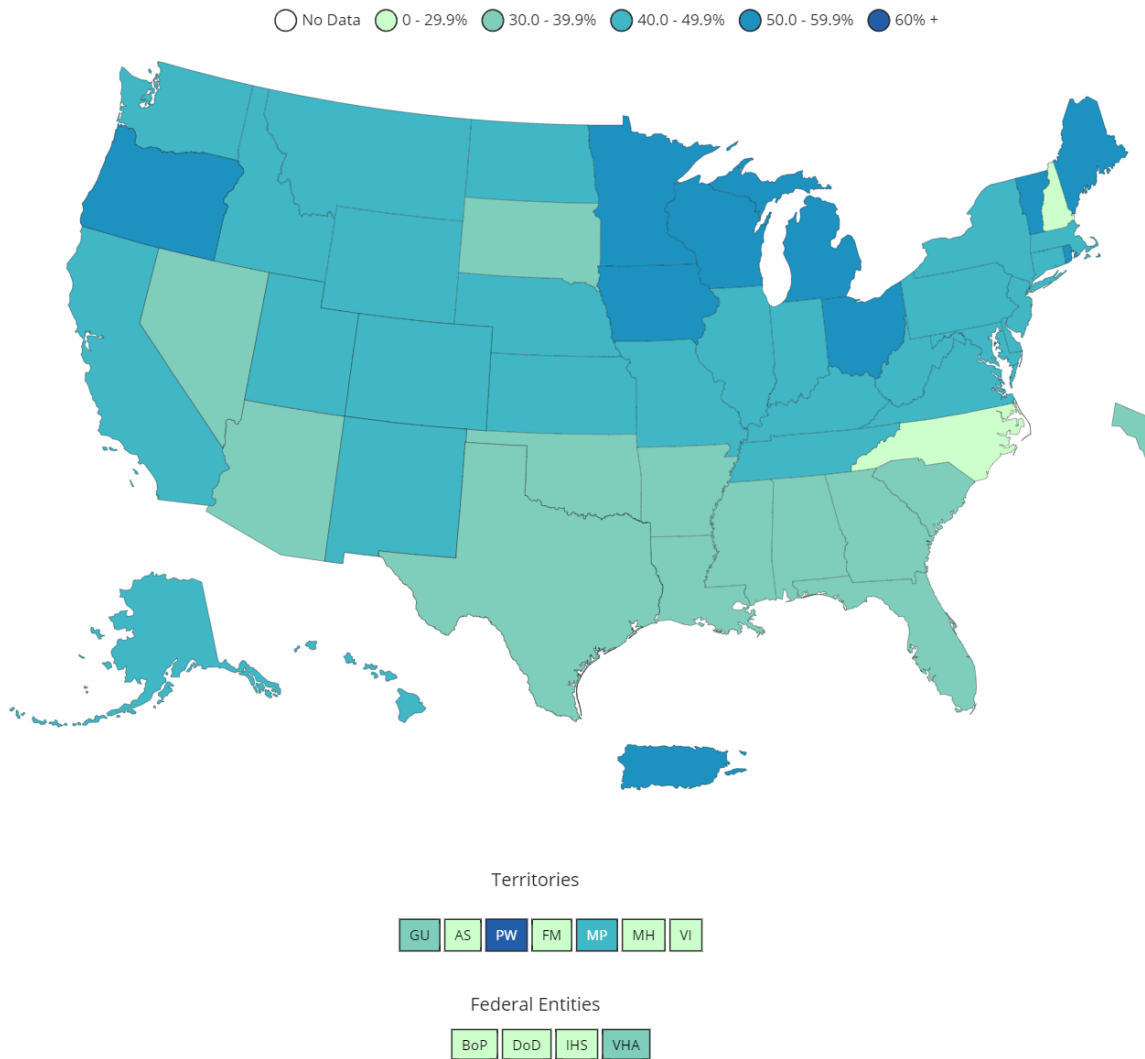 No Data 0 - 29.9% 30.0 - 39.9% 40.0 - 49.9% 50.0 - 59.9% 60% +
Territories
GU AS PW FM MP MH VI
Federal Entities
BoP DoD IHS VHA